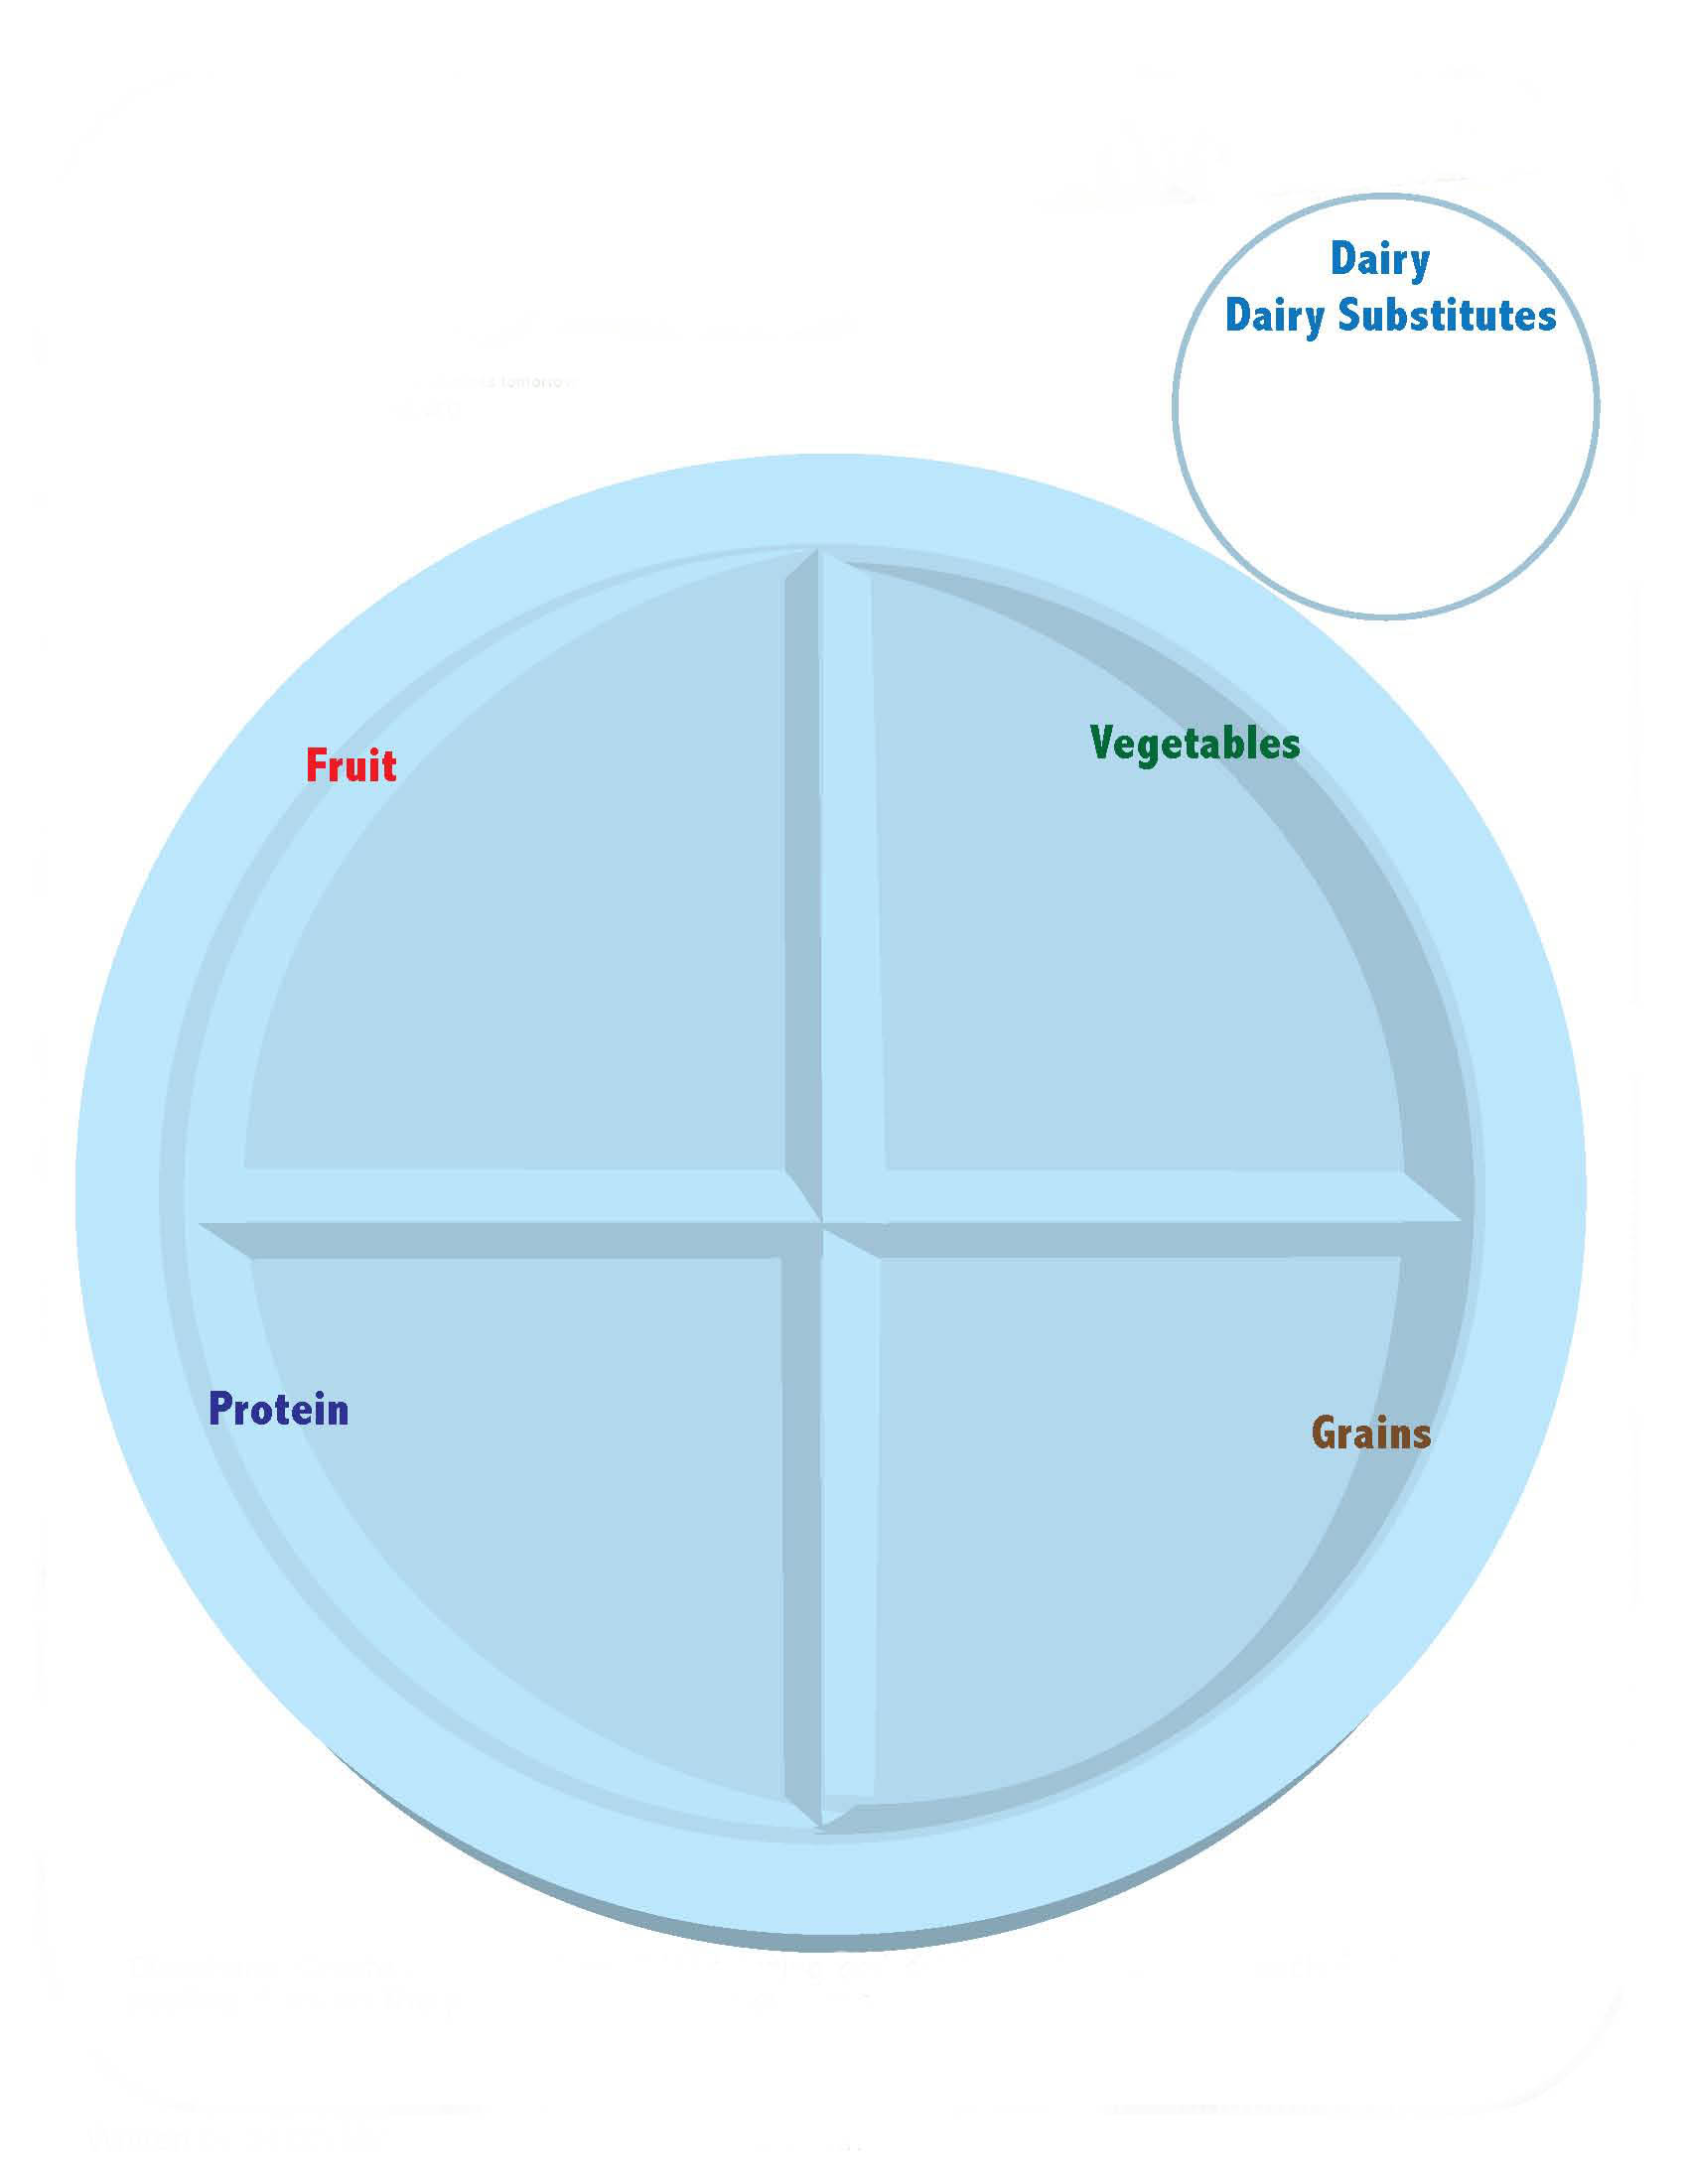 Dairy
Dairy Substitutes
Fruit
Vegetables
Protein
Grains